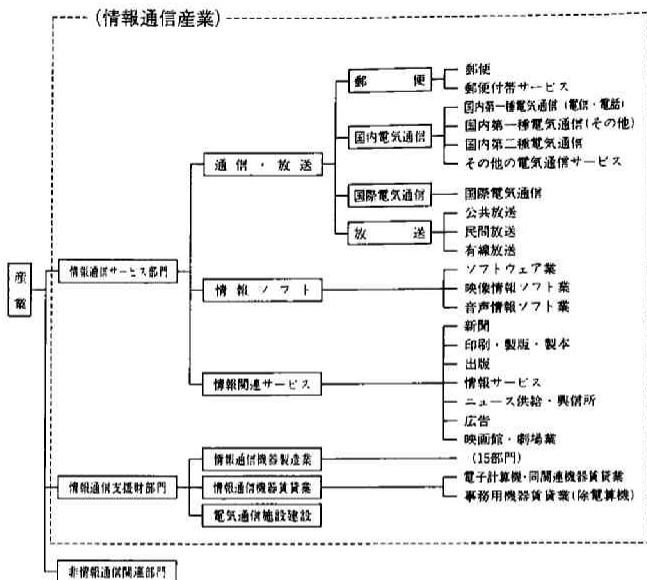 (情報通信産業)
産業
情報通信サービス部門
通信・放送
郵便
郵便
郵便付帯サービス
国内電気通信
国内第一種電気通信(電信・電話)
国内第一種電気通信(その他)
国内第二種電気通信
その他の電気通信サービス
国際電気通信
国際電気通信
放送
公共放送
民間放送
有線放送
情報ソフト
ソフトウェア業
映像情報ソフト業
音声情報ソフト業
情報関連サービス
新聞
印刷・製版・製本
出版
情報サービス
ニュース供給・興信所
広告
映画館・劇場業
情報通信支援財部門
情報通信機器製造業
(15部門)
情報通信機器賃貸業
電子計算機・同関連機器賃貸業
事務用機器賃貸業(除電算機)
電気通信施設建設
非情報通信関連部門